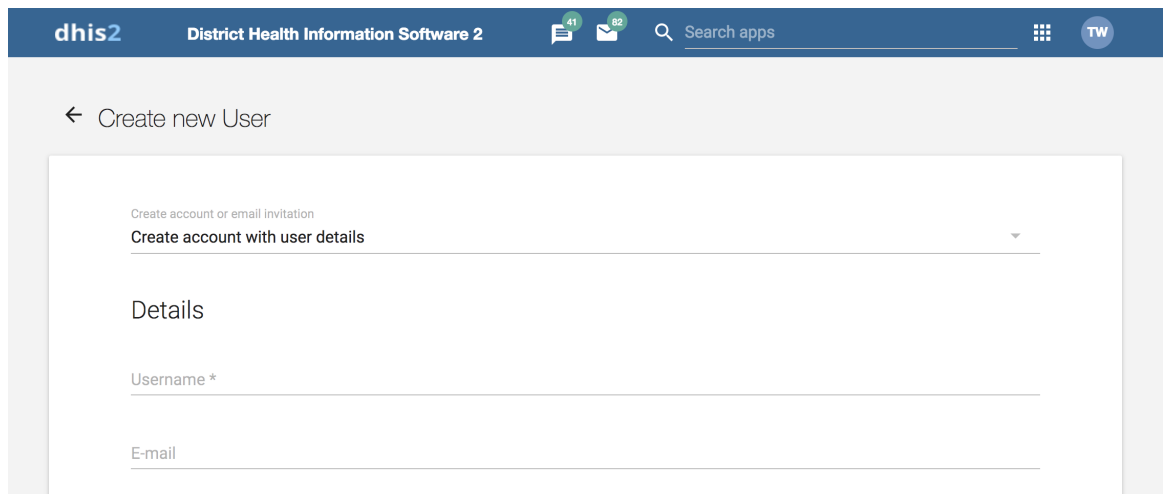 dhis2 District Health Information Software 2 41 82 Search apps TW
Create new User
Create account or email invitation
Create account with user details
Details
Username *
E-mail